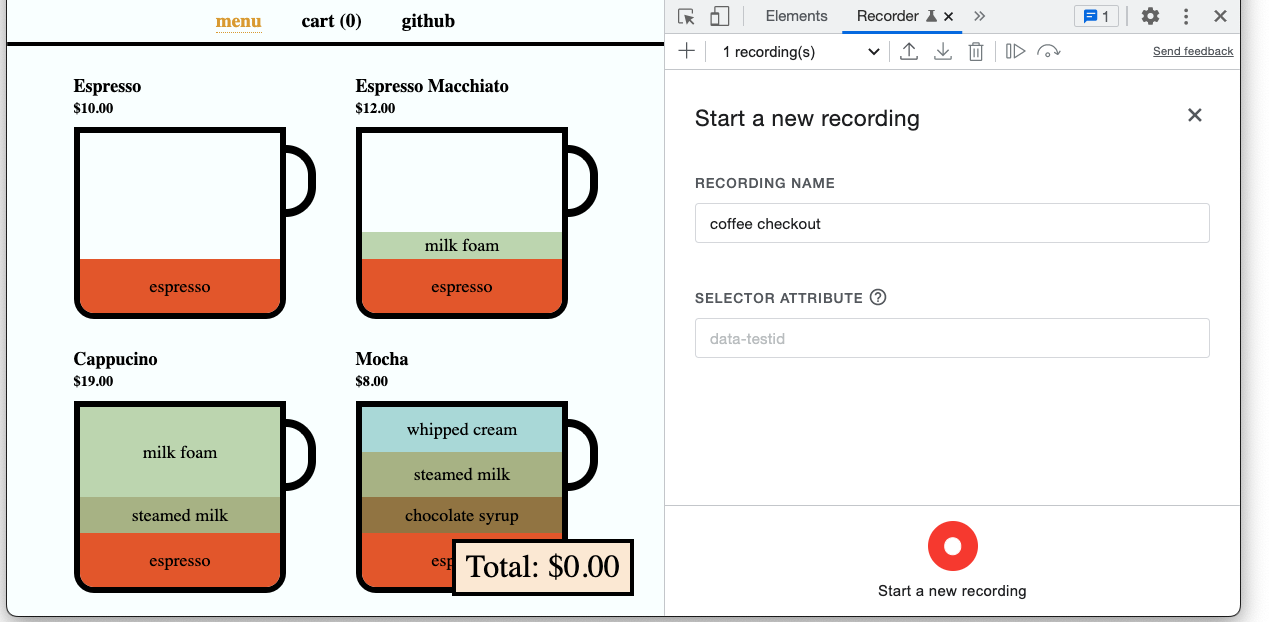 menu cart (0) github
Espresso
$10.00
espresso
Espresso Macchiato
$12.00
milk foam
espresso
Cappucino
$19.00
milk foam
steamed milk
espresso
Mocha
$8.00
whipped cream
steamed milk
chocolate syrup
esp
Total: $0.00
Elements Recorder 1
1 recording(s) Send feedback
Start a new recording
RECORDING NAME
coffee checkout
SELECTOR ATTRIBUTE
data-testid
Start a new recording